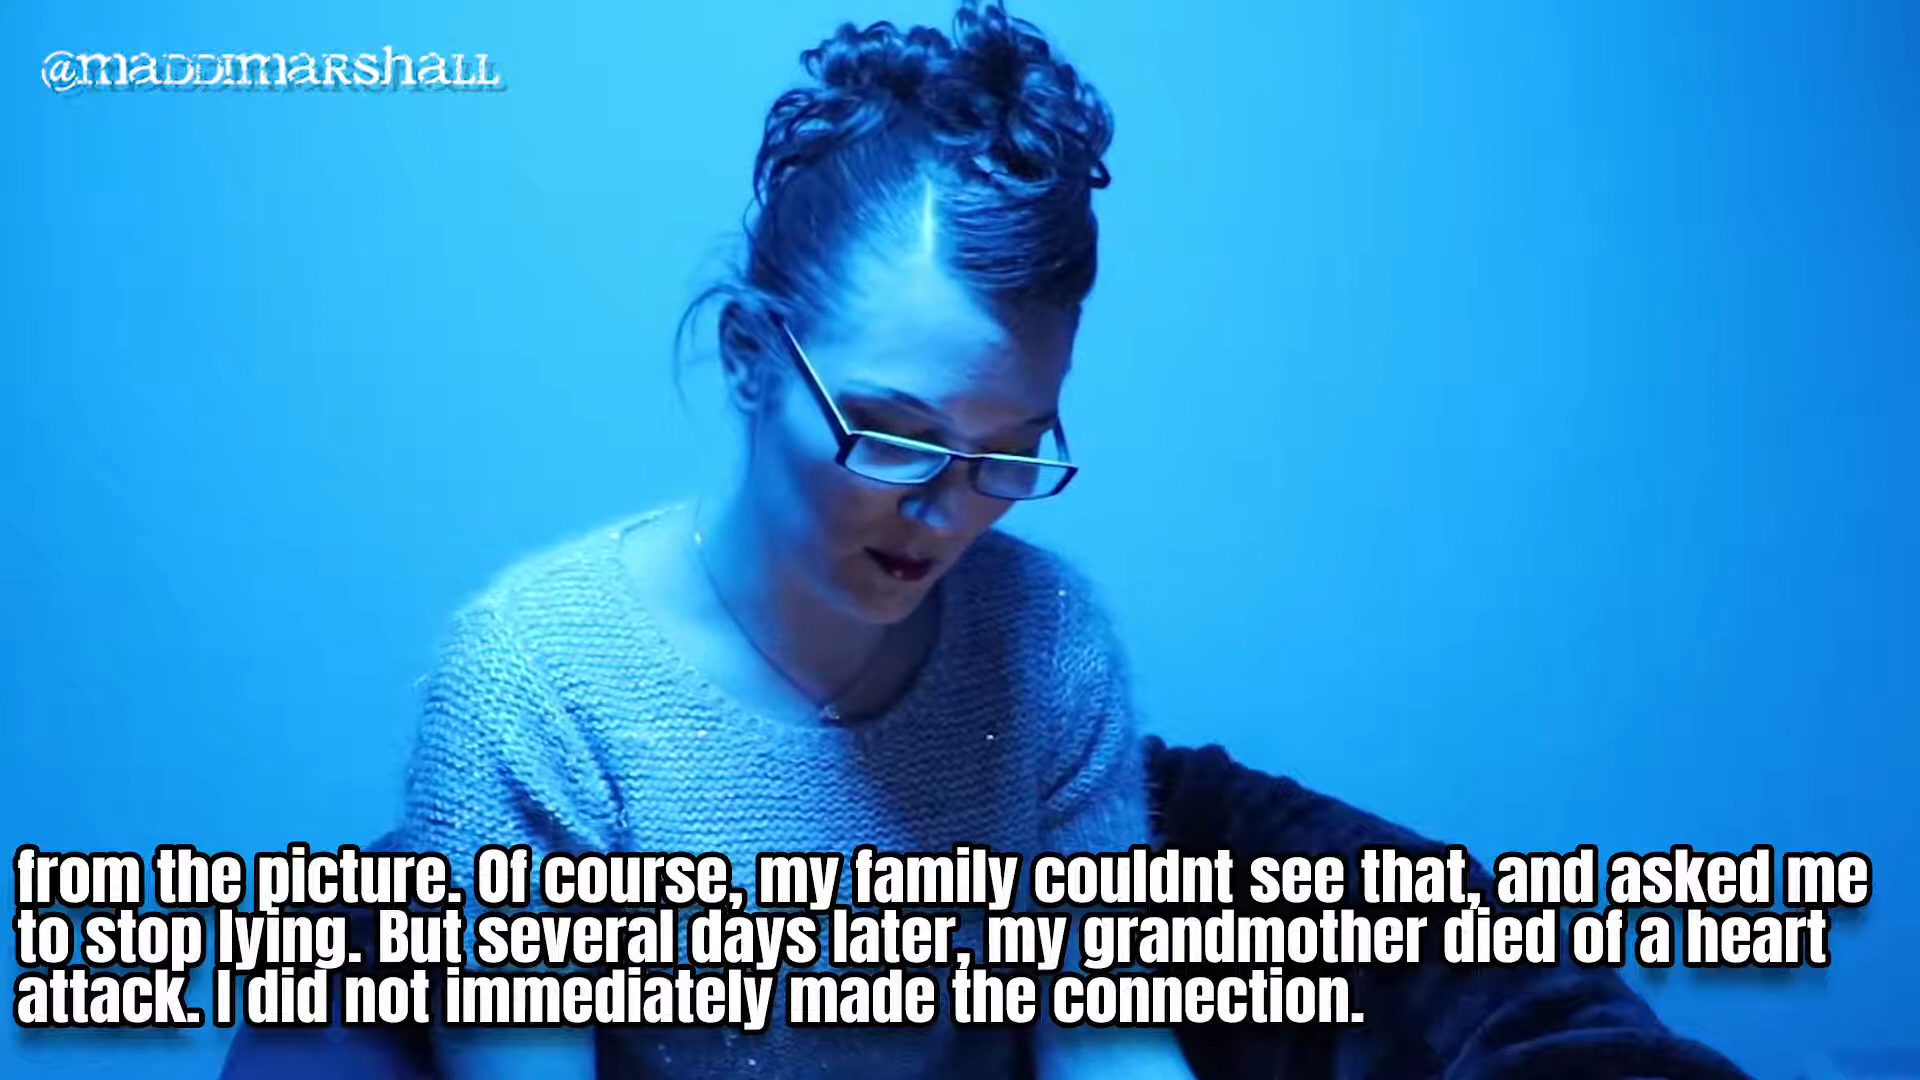 @maddimarshall
from the picture. Of course, my family couldnt see that, and asked me
to stop lying. But several days later, my grandmother died of a heart
attack. I did not immediately made the connection.